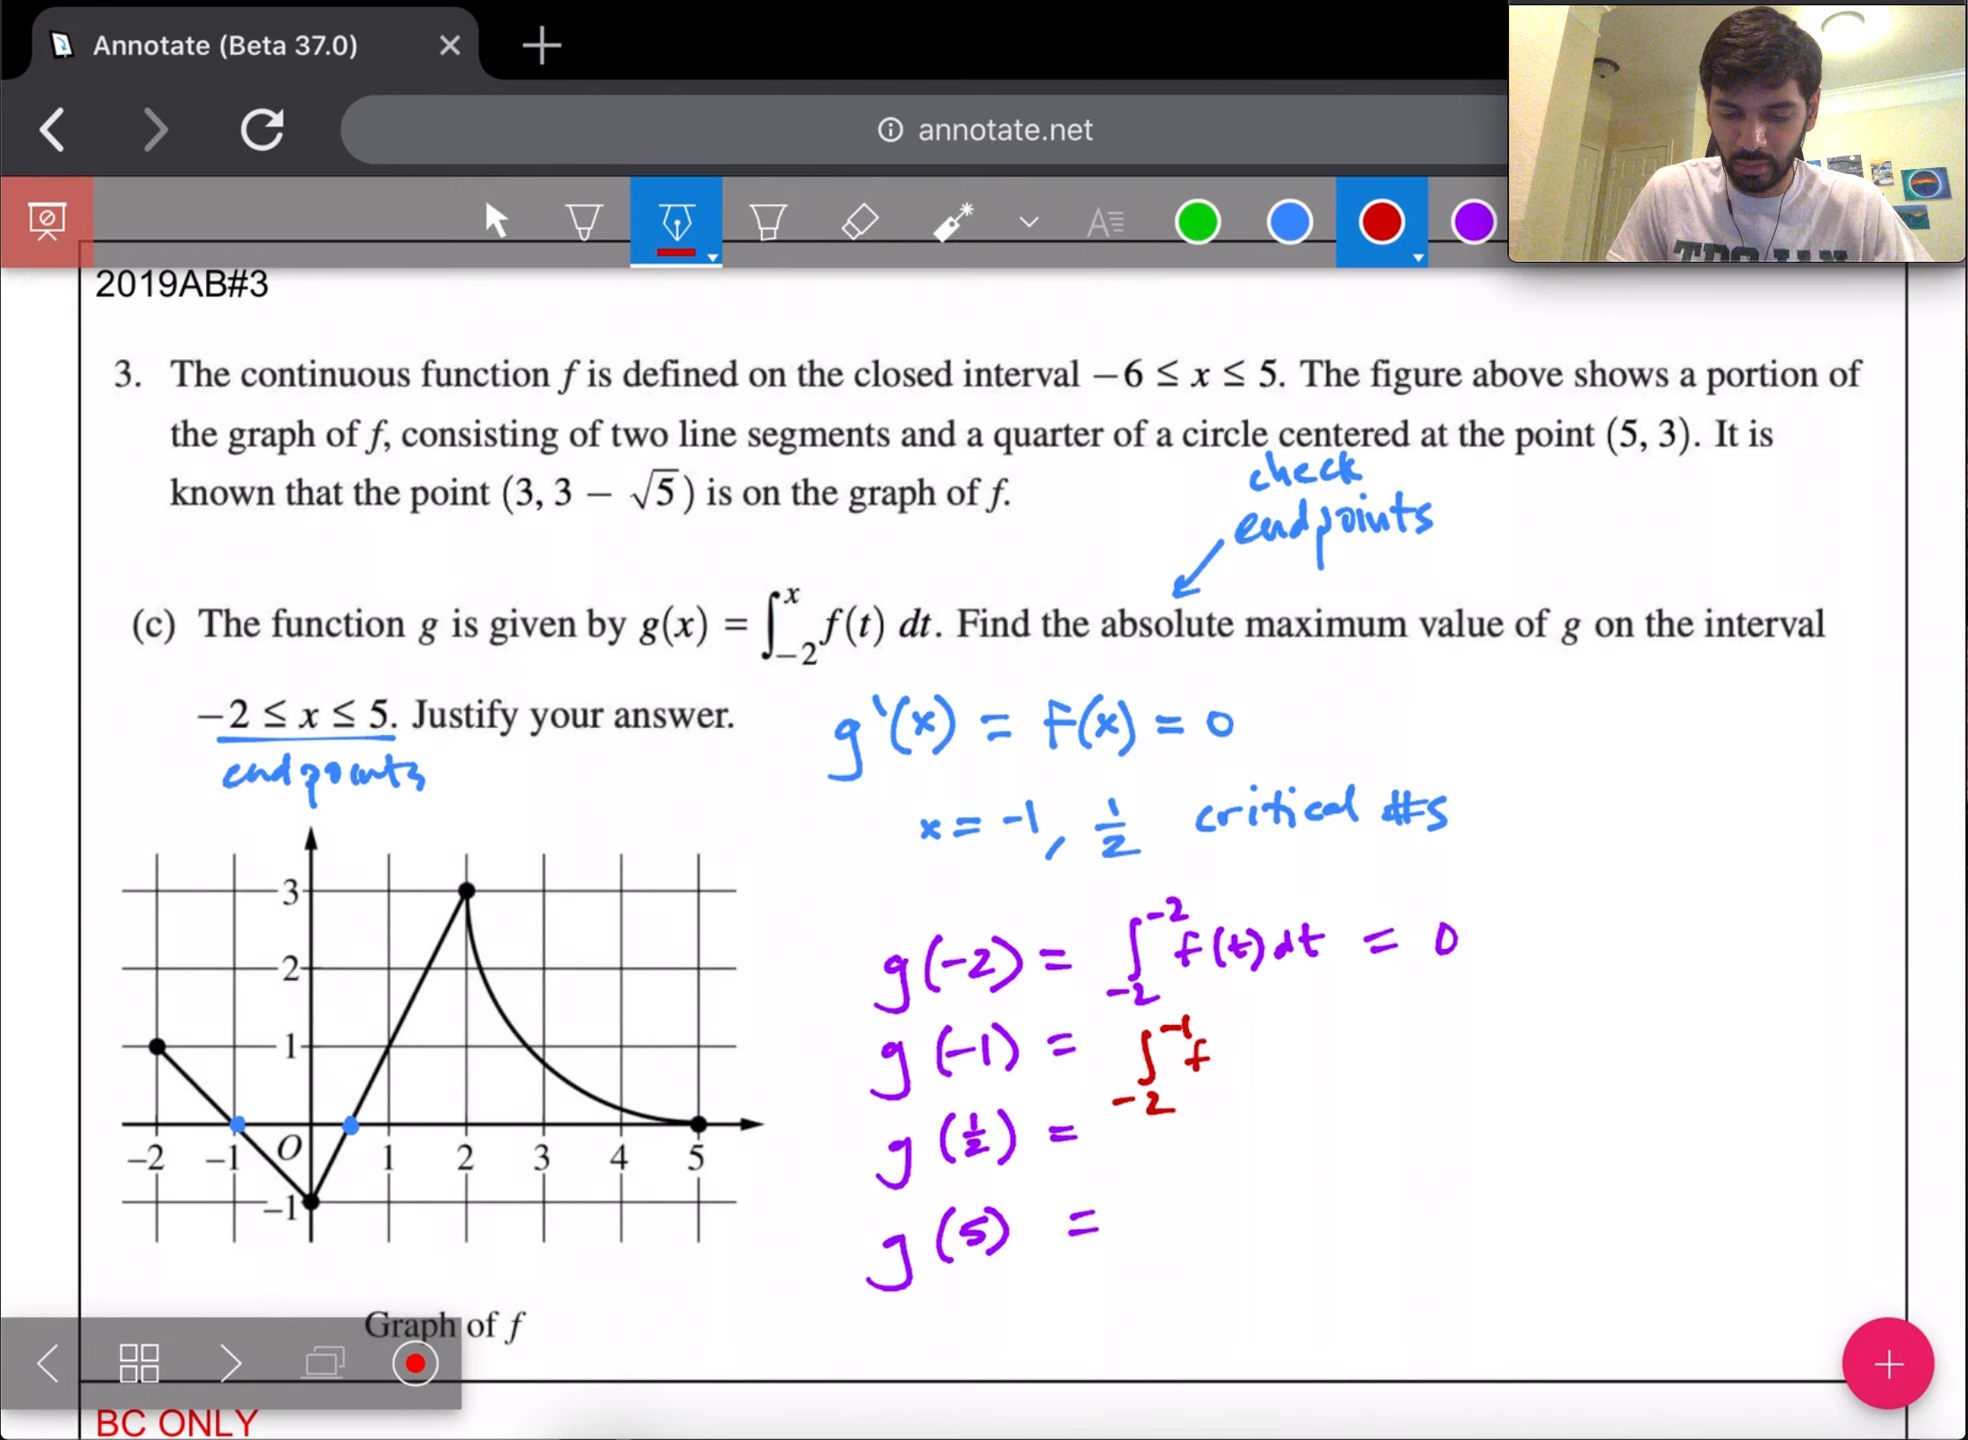 Annotate (Beta 37.0)
annotate.net
2019AB#3
3. The continuous function f is defined on the closed interval −6 ≤ x ≤ 5. The figure above shows a portion of
the graph of f, consisting of two line segments and a quarter of a circle centered at the point (5, 3). It is
known that the point (3, 3 − √5) is on the graph of f.
check
endpoints
(c) The function g is given by g(x) = ∫_{−2}^{x} f(t) dt. Find the absolute maximum value of g on the interval
−2 ≤ x ≤ 5. Justify your answer.
endpoints
g'(x) = f(x) = 0
x = -1, 1/2 critical #s
g(-2) = ∫_{-2}^{-2} f(t)dt = 0
g(-1) = ∫_{-2}^{-1} f
g(1/2) =
g(5) =
3
2
1
−2 −1 O 1 2 3 4 5
−1
Graph of f
BC ONLY